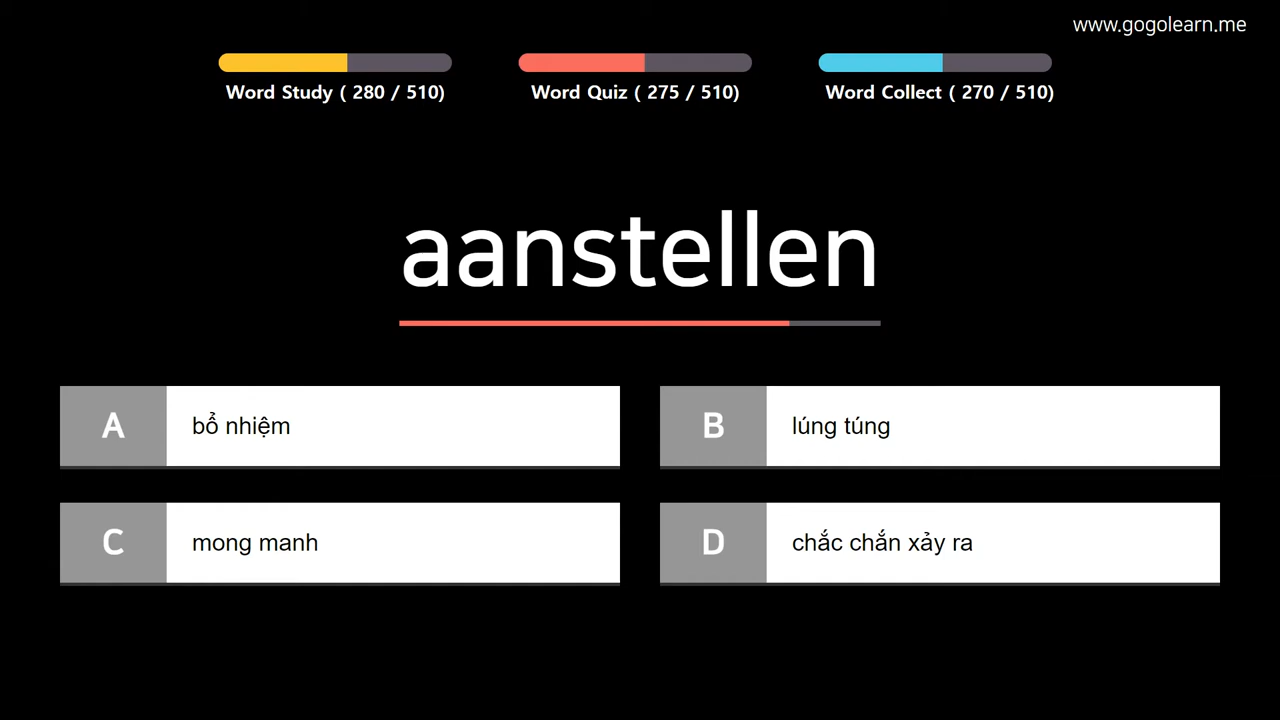 www.gogolearn.me
Word Study ( 280 / 510)
Word Quiz ( 275 / 510)
Word Collect ( 270 / 510)
aanstellen
A bổ nhiệm
B lúng túng
C mong manh
D chắc chắn xảy ra